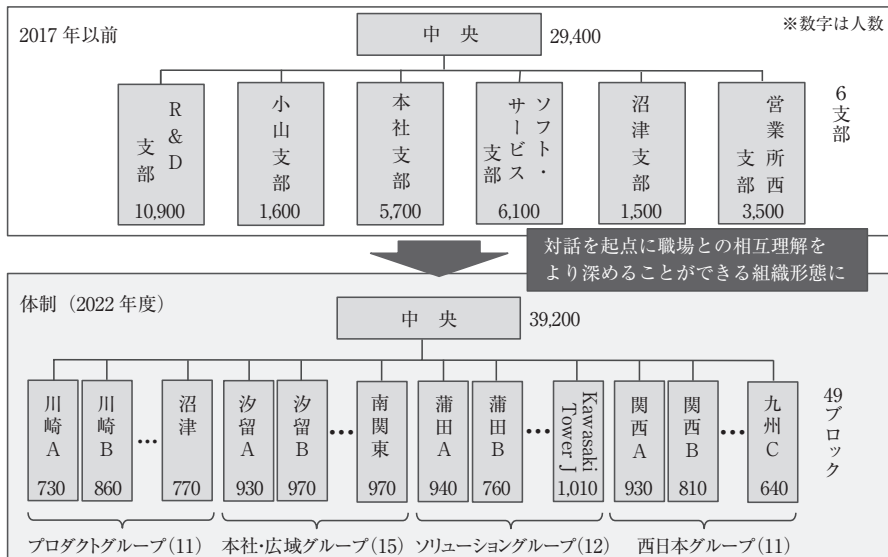 2017 年以前
※数字は人数
中 央
29,400
R&D
支部
10,900
小山支部
1,600
本社支部
5,700
ソフト・
サービス
支部
6,100
沼津支部
1,500
営業所西
支部
3,500
6支部
対話を起点に職場との相互理解を
より深めることができる組織形態に
体制（2022 年度）
中 央
39,200
川崎A
730
川崎B
860
...
沼津
770
汐留A
930
汐留B
970
...
南関東
970
蒲田A
940
蒲田B
760
...
Kawasaki
Tower J
1,010
関西A
930
関西B
810
...
九州C
640
49ブロック
プロダクトグループ(11)
本社・広域グループ(15)
ソリューショングループ(12)
西日本グループ(11)